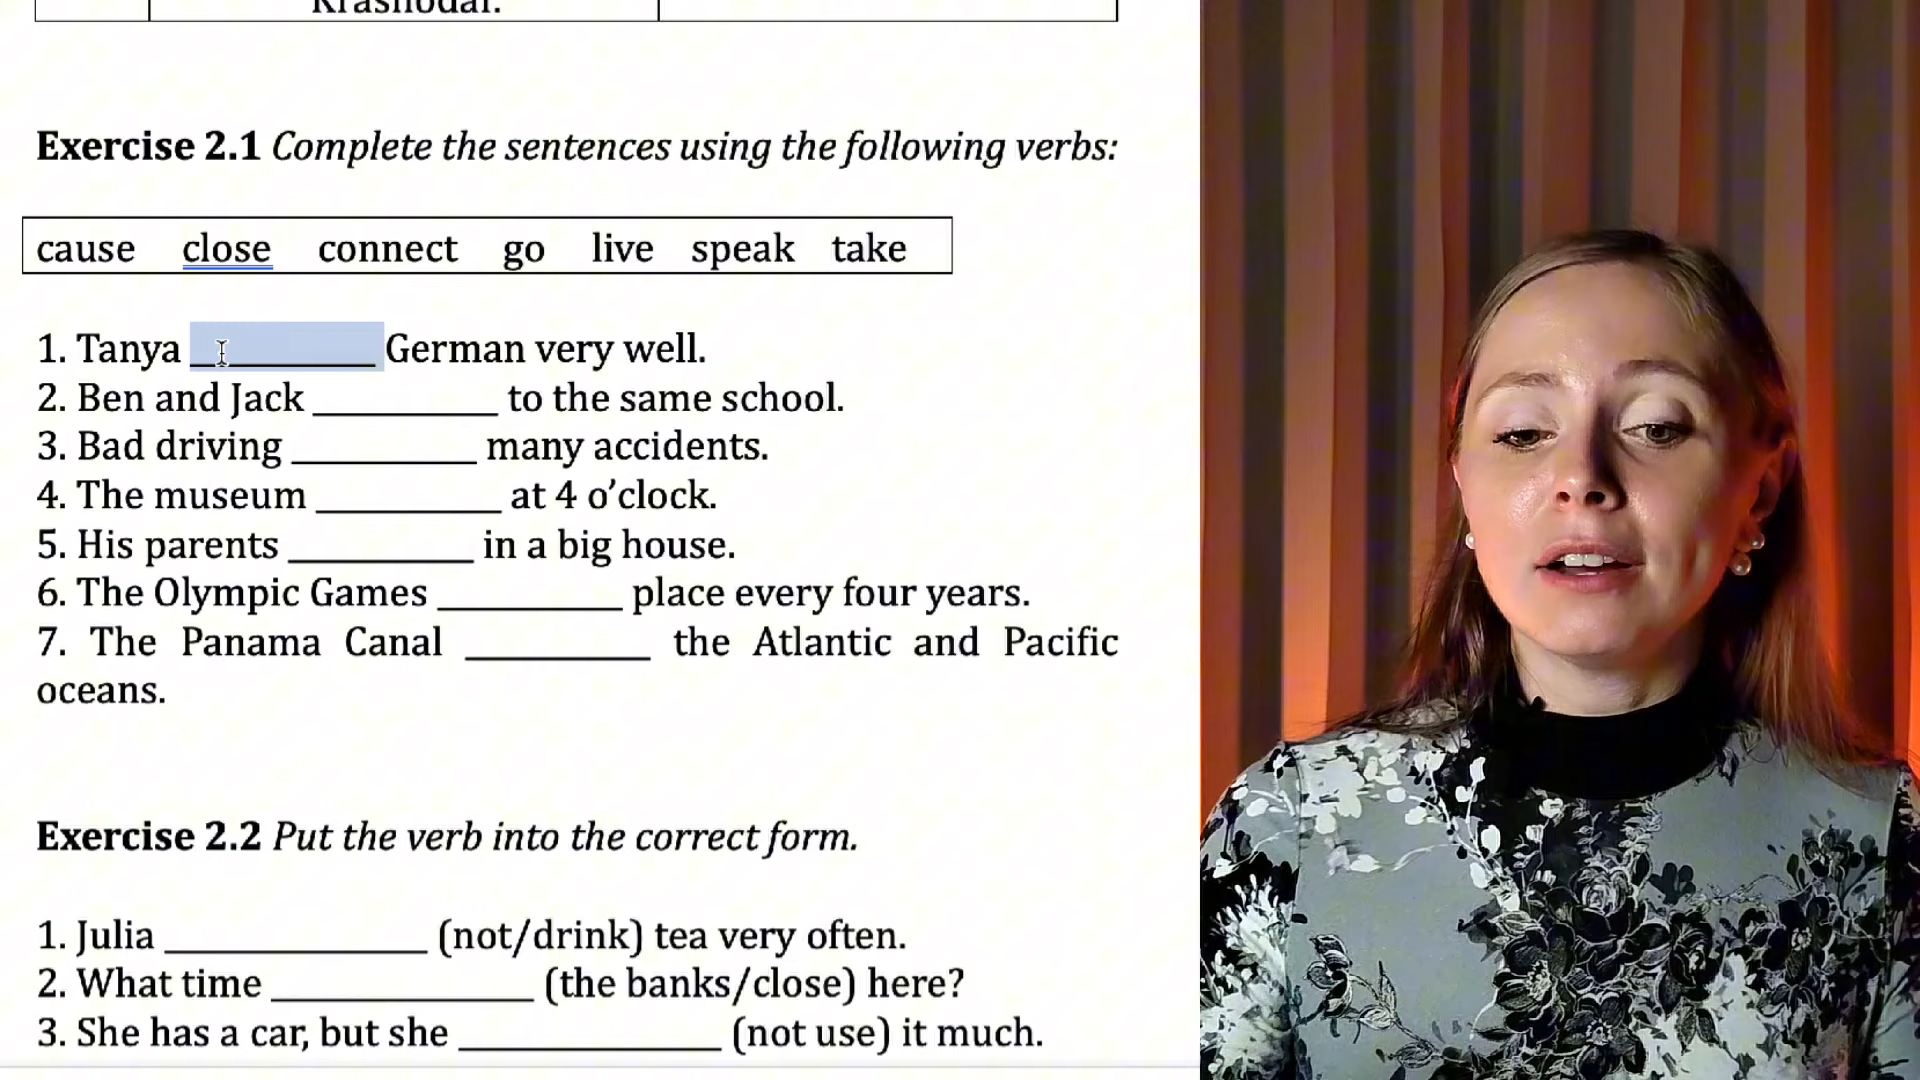 Krasnodar.
Exercise 2.1 Complete the sentences using the following verbs:
cause close connect go live speak take
1. Tanya __________ German very well.
2. Ben and Jack __________ to the same school.
3. Bad driving __________ many accidents.
4. The museum __________ at 4 o’clock.
5. His parents __________ in a big house.
6. The Olympic Games __________ place every four years.
7. The Panama Canal __________ the Atlantic and Pacific
oceans.
Exercise 2.2 Put the verb into the correct form.
1. Julia ______________ (not/drink) tea very often.
2. What time ______________ (the banks/close) here?
3. She has a car, but she ______________ (not use) it much.